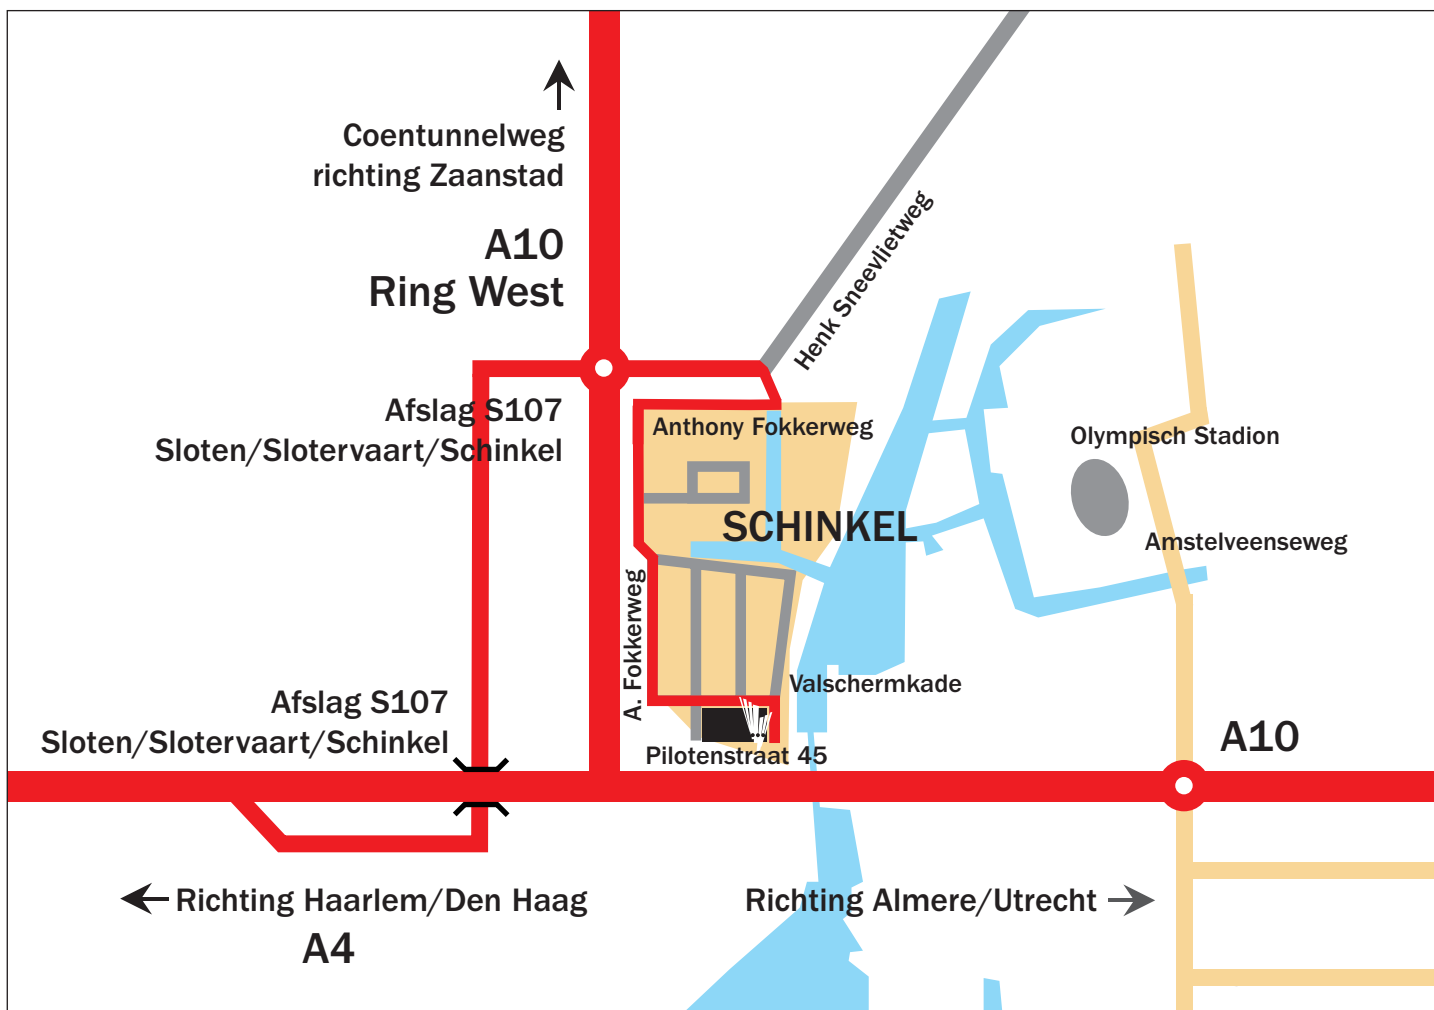 Coentunnelweg
richting Zaanstad
A10
Ring West
Henk Sneevlietweg
Afslag S107
Sloten/Slotervaart/Schinkel
Anthony Fokkerweg
Olympisch Stadion
SCHINKEL
Amstelveenseweg
A. Fokkerweg
Valschermkade
Afslag S107
Sloten/Slotervaart/Schinkel
Pilotenstraat 45
A10
Richting Haarlem/Den Haag
A4
Richting Almere/Utrecht